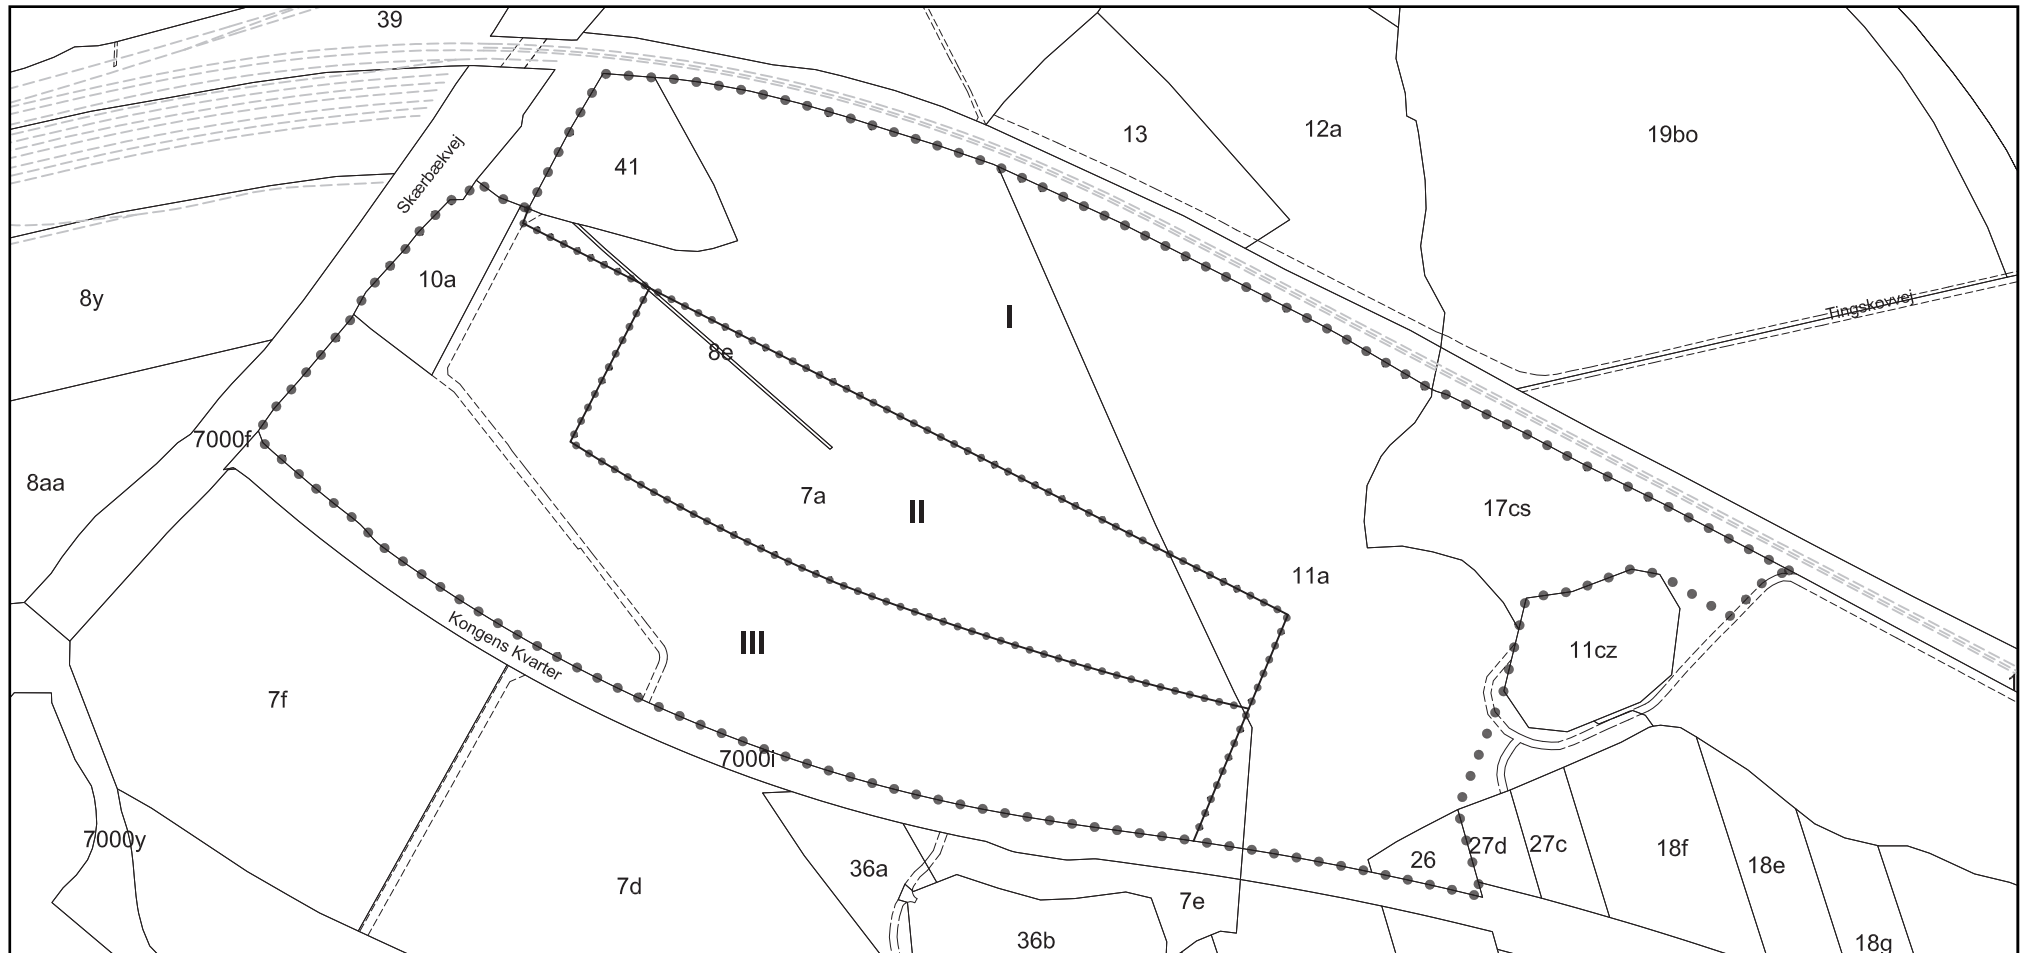 39
13
12a
19bo
41
Skærbækvej
10a
8y
I
Tingskovvej
8e
7000f
8aa
7a
II
17cs
11a
III
11cz
Kongens Kvarter
7f
7000i
7000y
36a
26
27d
27c
18f
18e
7d
7e
36b
18g